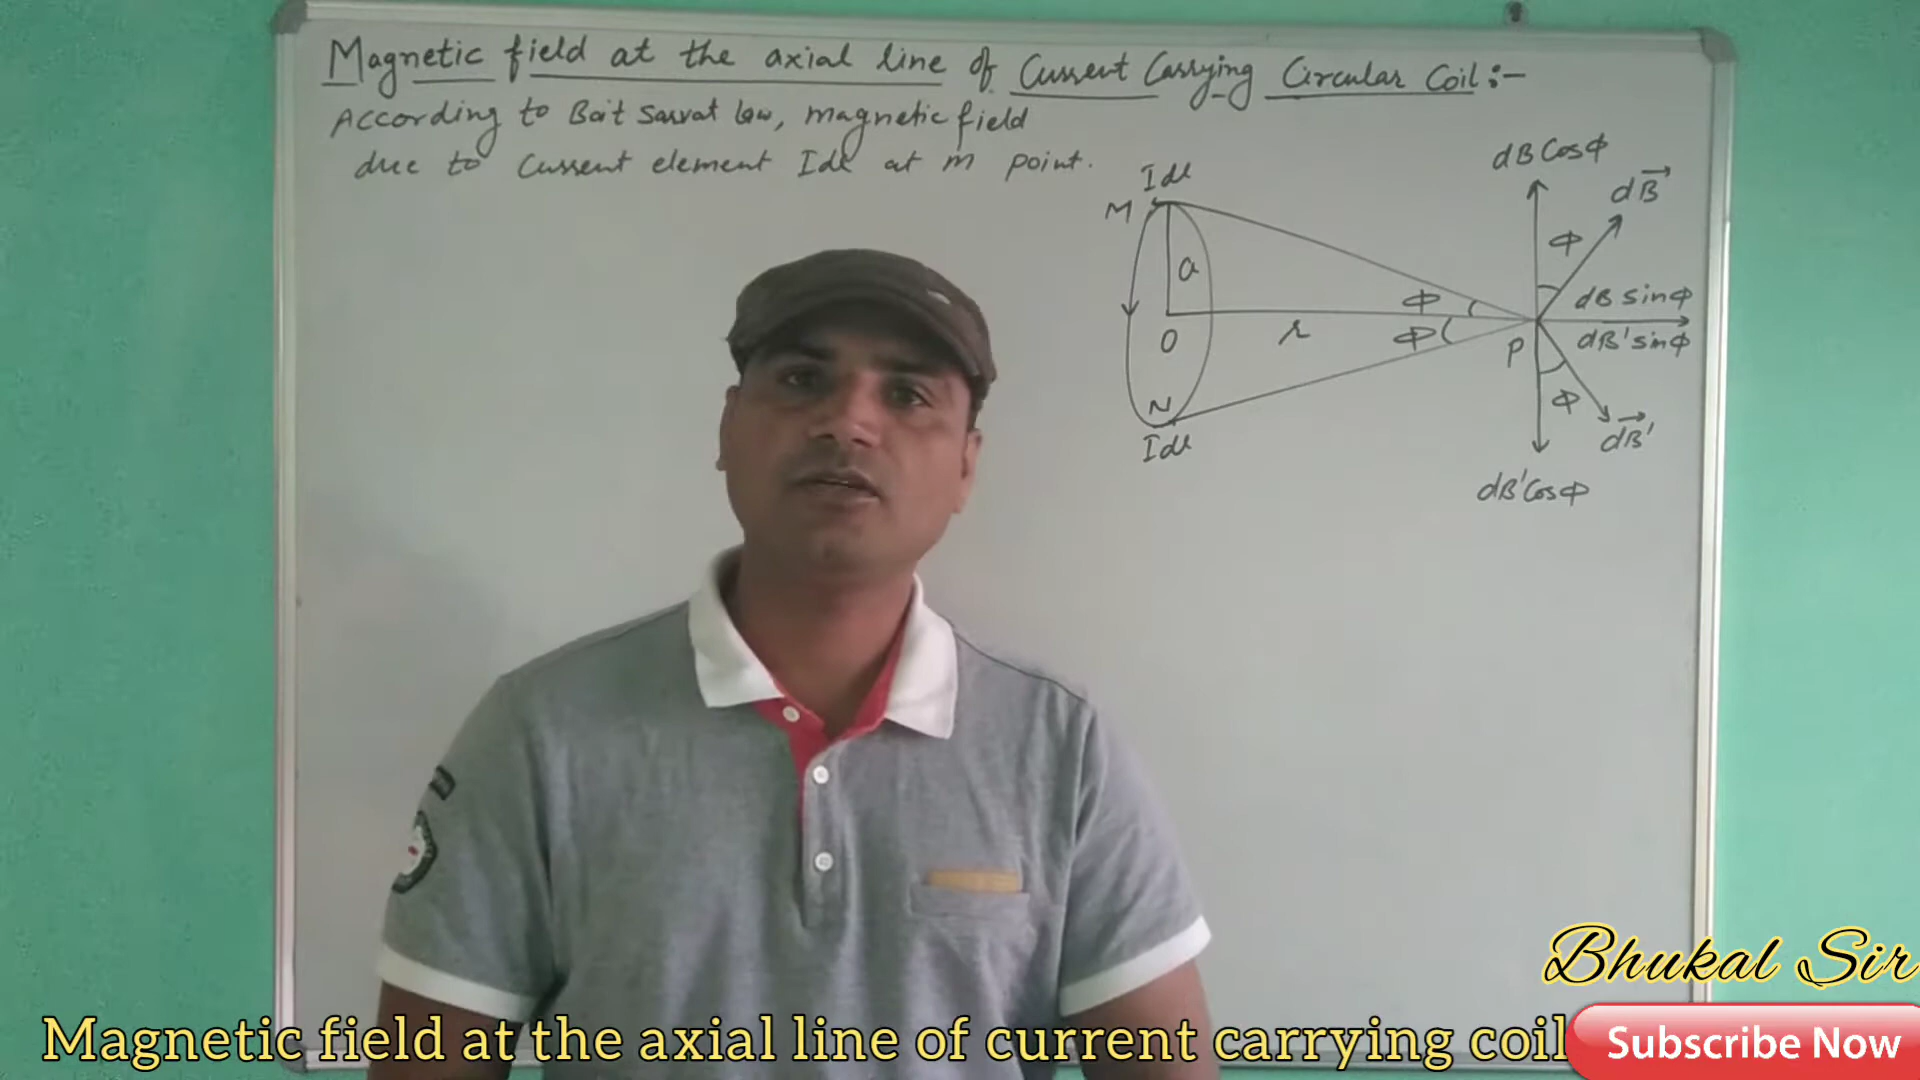 Magnetic field at the axial line of Current Carrying Circular Coil:-
According to Bait Sarvat law, magnetic field
due to Current element Idl at M point.
dB Cosϕ
dB⃗
Idl
M
ϕ
a
ϕ
dB sinϕ
r
O
ϕ
P
dB' sinϕ
N
ϕ
dB⃗'
Idl
dB' Cosϕ
Bhukal Sir
Magnetic field at the axial line of current carrying coil
Subscribe Now